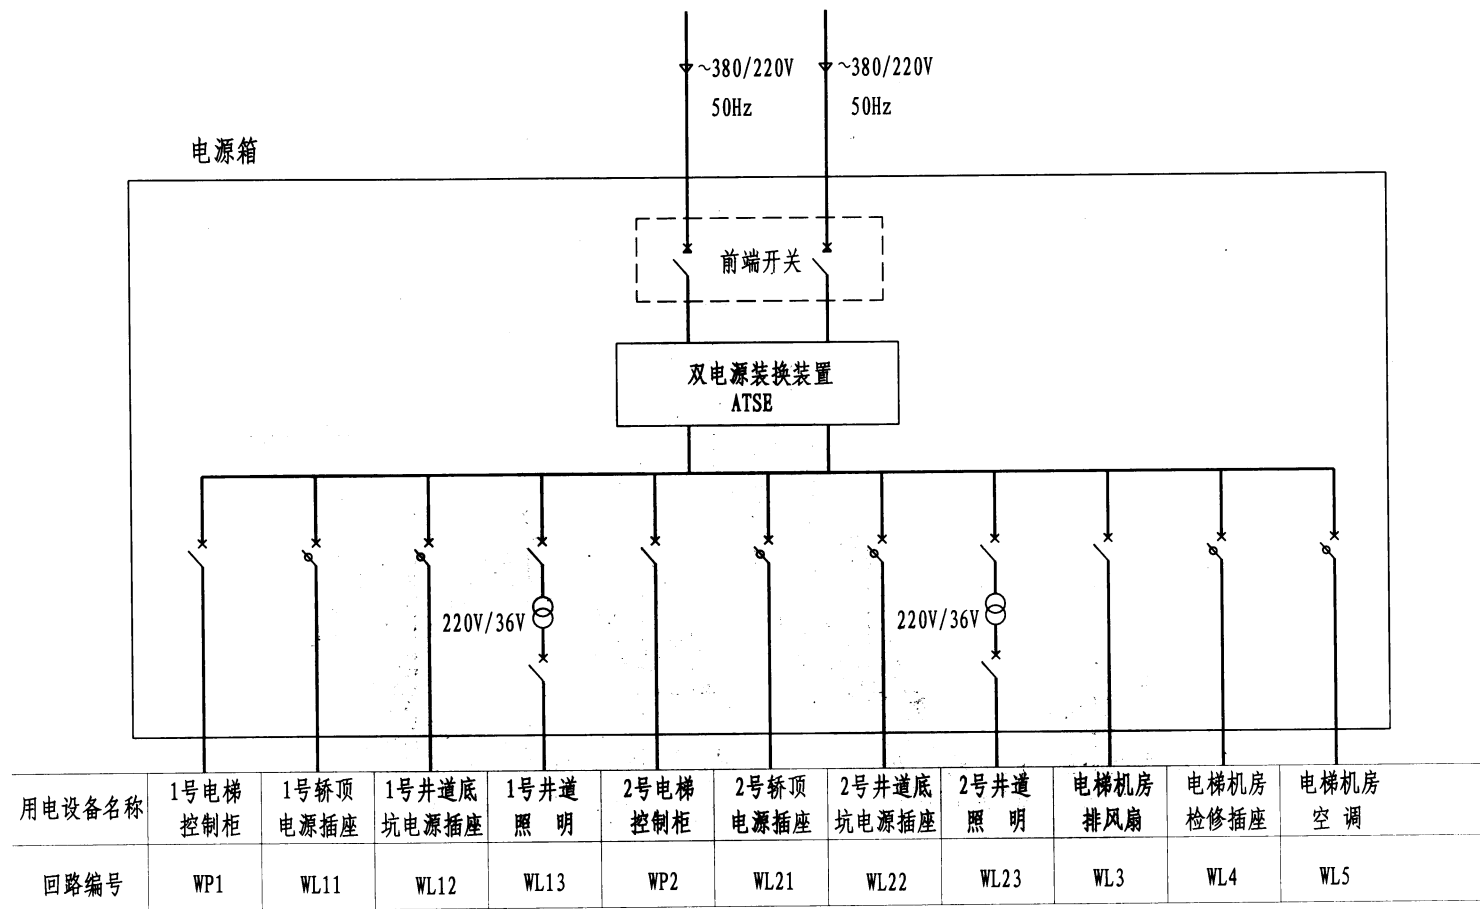 ~380/220V
50Hz
~380/220V
50Hz
电源箱
前端开关
双电源装换装置
ATSE
220V/36V
220V/36V
用电设备名称
1号电梯
控制柜
1号轿顶
电源插座
1号井道底
坑电源插座
1号井道
照 明
2号电梯
控制柜
2号轿顶
电源插座
2号井道底
坑电源插座
2号井道
照 明
电梯机房
排风扇
电梯机房
检修插座
电梯机房
空 调
回路编号
WP1
WL11
WL12
WL13
WP2
WL21
WL22
WL23
WL3
WL4
WL5